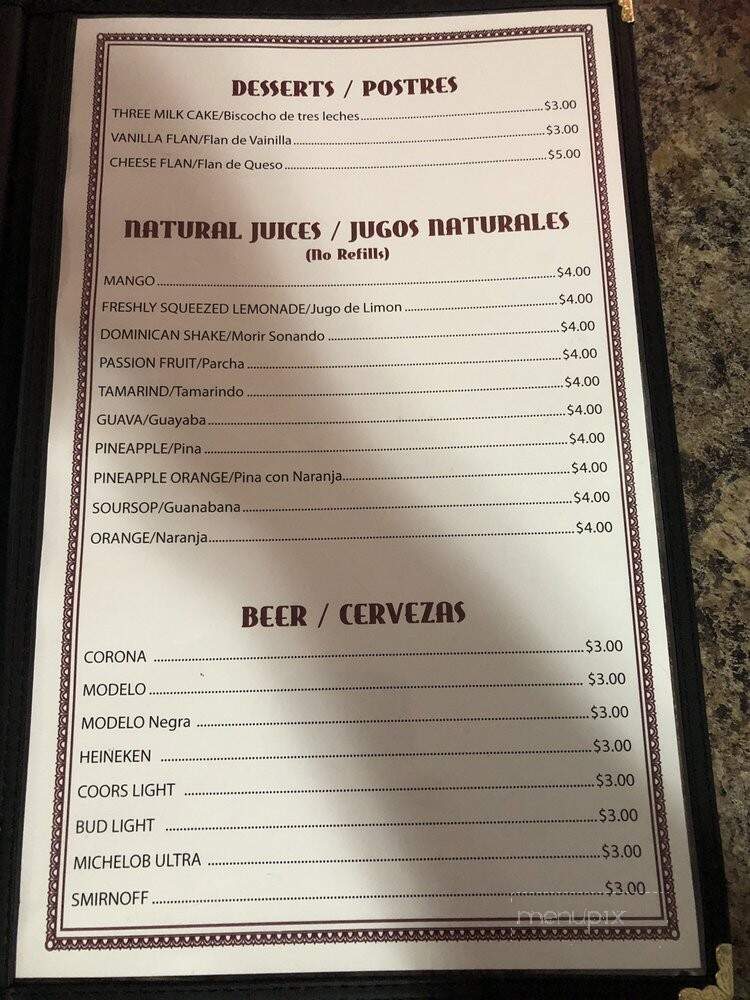 DESSERTS / POSTRES
THREE MILK CAKE/Biscocho de tres leches........$3.00
VANILLA FLAN/Flan de Vainilla........$3.00
CHEESE FLAN/Flan de Queso........$5.00
NATURAL JUICES / JUGOS NATURALES
(No Refills)
MANGO........$4.00
FRESHLY SQUEEZED LEMONADE/Jugo de Limon........$4.00
DOMINICAN SHAKE/Morir Sonando........$4.00
PASSION FRUIT/Parcha........$4.00
TAMARIND/Tamarindo........$4.00
GUAVA/Guayaba........$4.00
PINEAPPLE/Pina........$4.00
PINEAPPLE ORANGE/Pina con Naranja........$4.00
SOURSOP/Guanabana........$4.00
ORANGE/Naranja........$4.00
BEER / CERVEZAS
CORONA........$3.00
MODELO........$3.00
MODELO Negra........$3.00
HEINEKEN........$3.00
COORS LIGHT........$3.00
BUD LIGHT........$3.00
MICHELOB ULTRA........$3.00
SMIRNOFF........$3.00
menupix